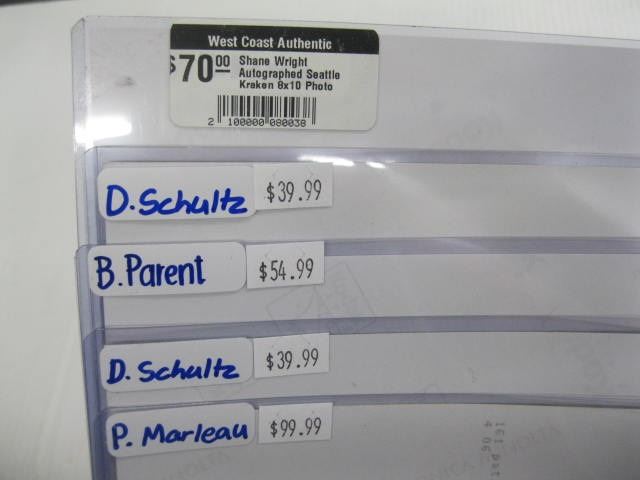 West Coast Authentic
$70.00 Shane Wright
Autographed Seattle
Kraken 8x10 Photo
2 100000 080038
D. Schultz $39.99
B. Parent $54.99
D. Schultz $39.99
P. Marleau $99.99